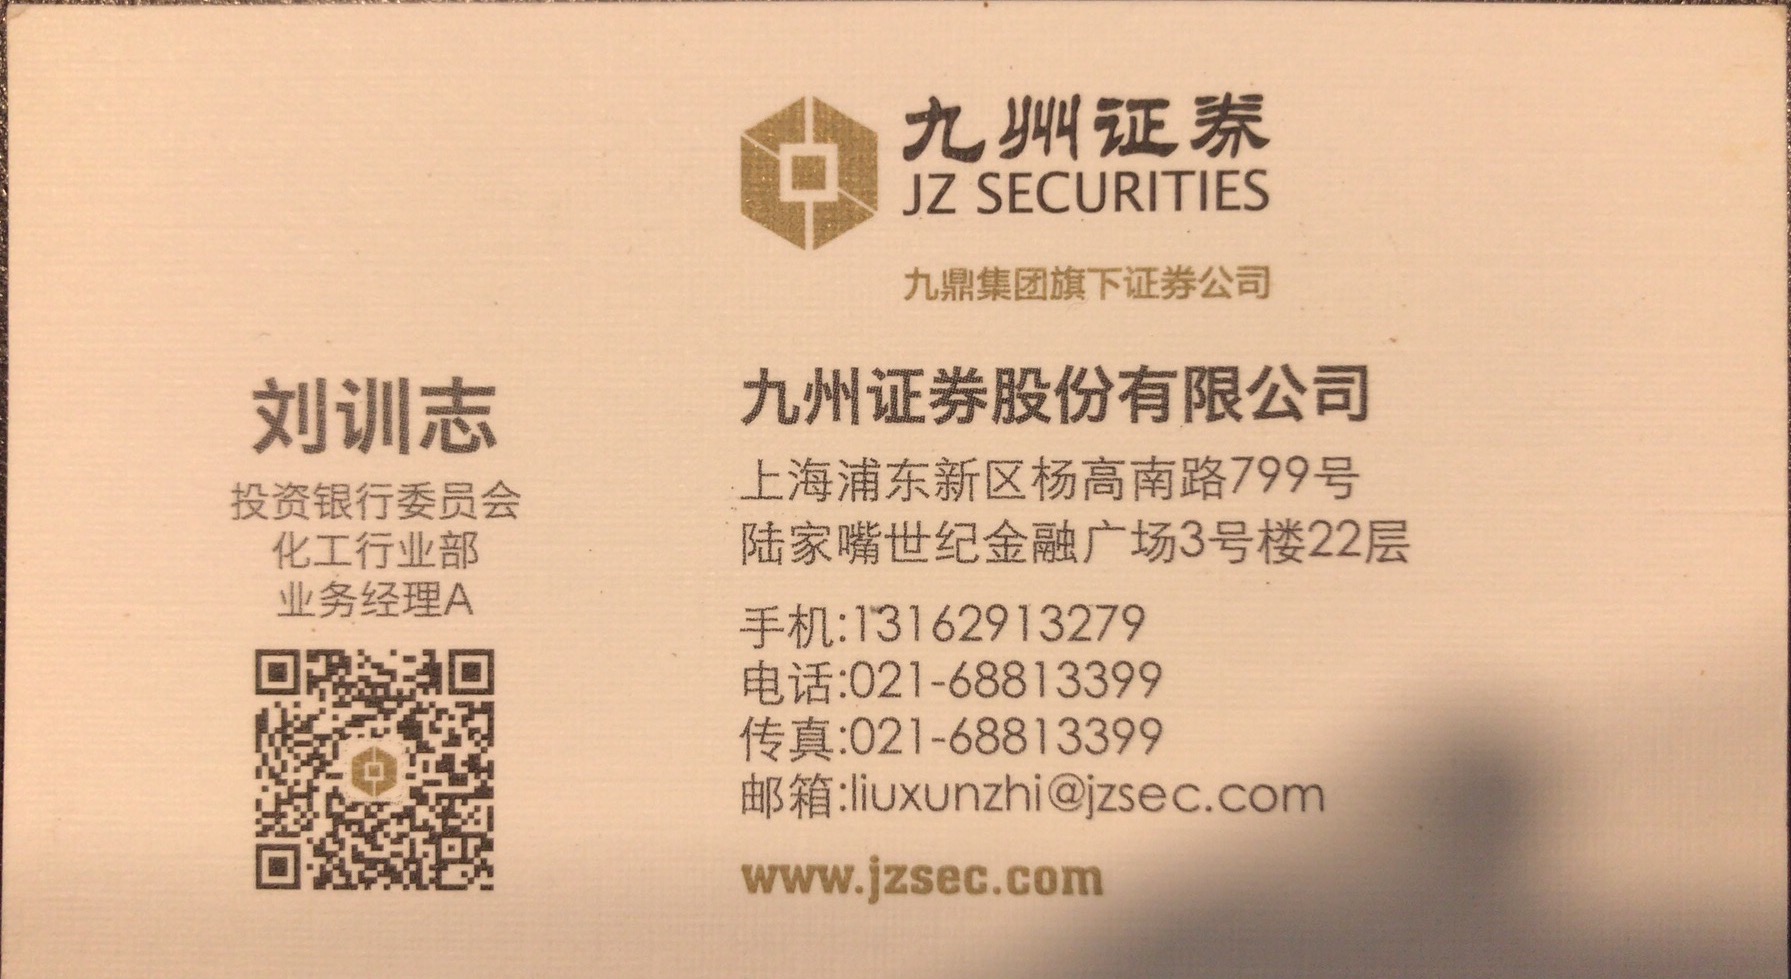 九州证券
JZ SECURITIES
九鼎集团旗下证券公司
刘训志
投资银行委员会
化工行业部
业务经理A
九州证券股份有限公司
上海浦东新区杨高南路799号
陆家嘴世纪金融广场3号楼22层
手机:13162913279
电话:021-68813399
传真:021-68813399
邮箱:liuxunzhi@jzsec.com
www.jzsec.com